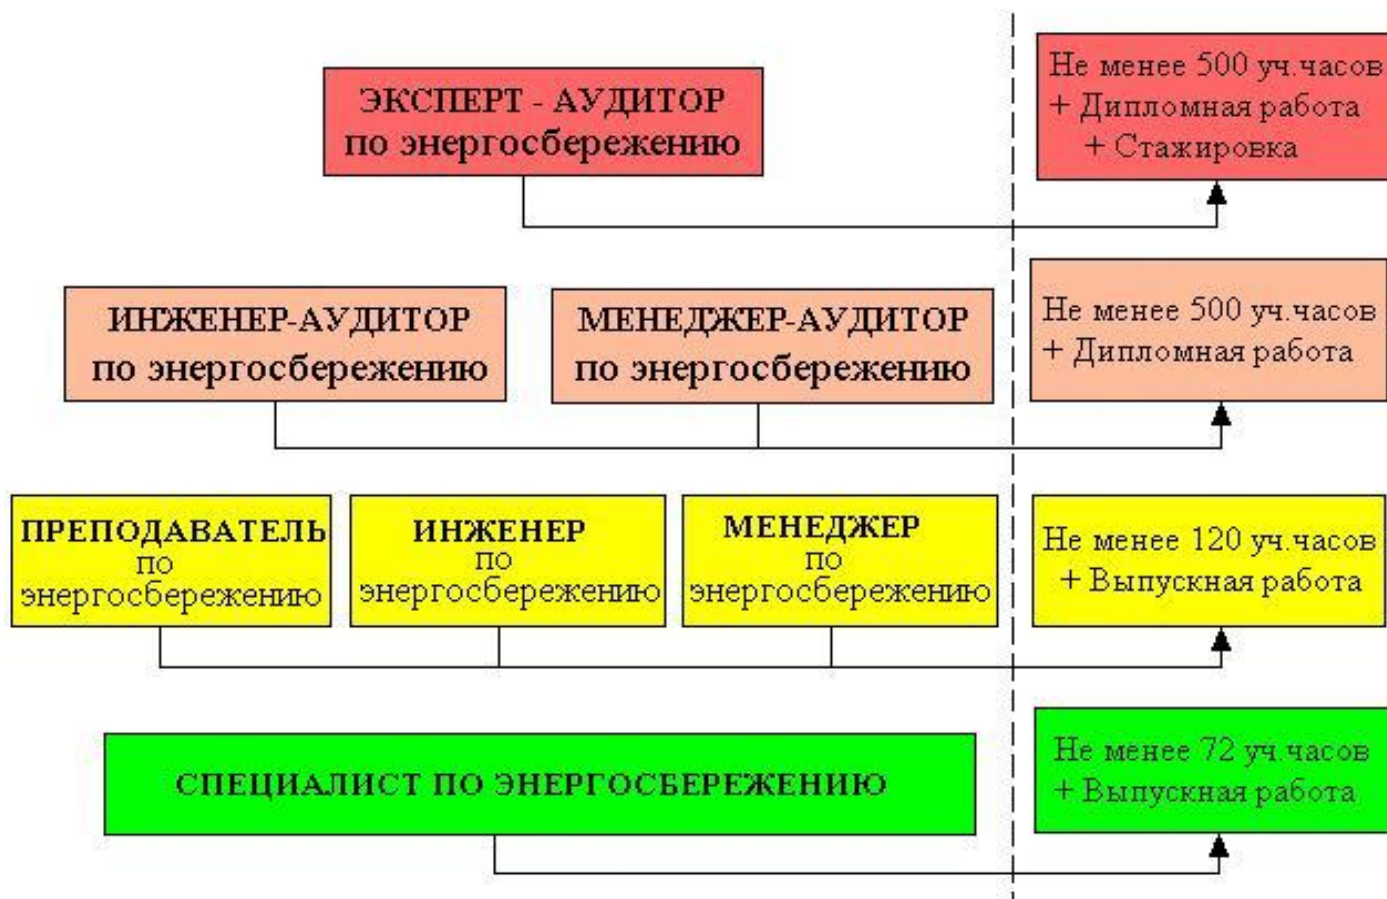 ЭКСПЕРТ - АУДИТОР
по энергосбережению
Не менее 500 уч.часов
+ Дипломная работа
+ Стажировка
ИНЖЕНЕР-АУДИТОР
по энергосбережению
МЕНЕДЖЕР-АУДИТОР
по энергосбережению
Не менее 500 уч.часов
+ Дипломная работа
ПРЕПОДАВАТЕЛЬ
по
энергосбережению
ИНЖЕНЕР
по
энергосбережению
МЕНЕДЖЕР
по
энергосбережению
Не менее 120 уч.часов
+ Выпускная работа
СПЕЦИАЛИСТ ПО ЭНЕРГОСБЕРЕЖЕНИЮ
Не менее 72 уч.часов
+ Выпускная работа